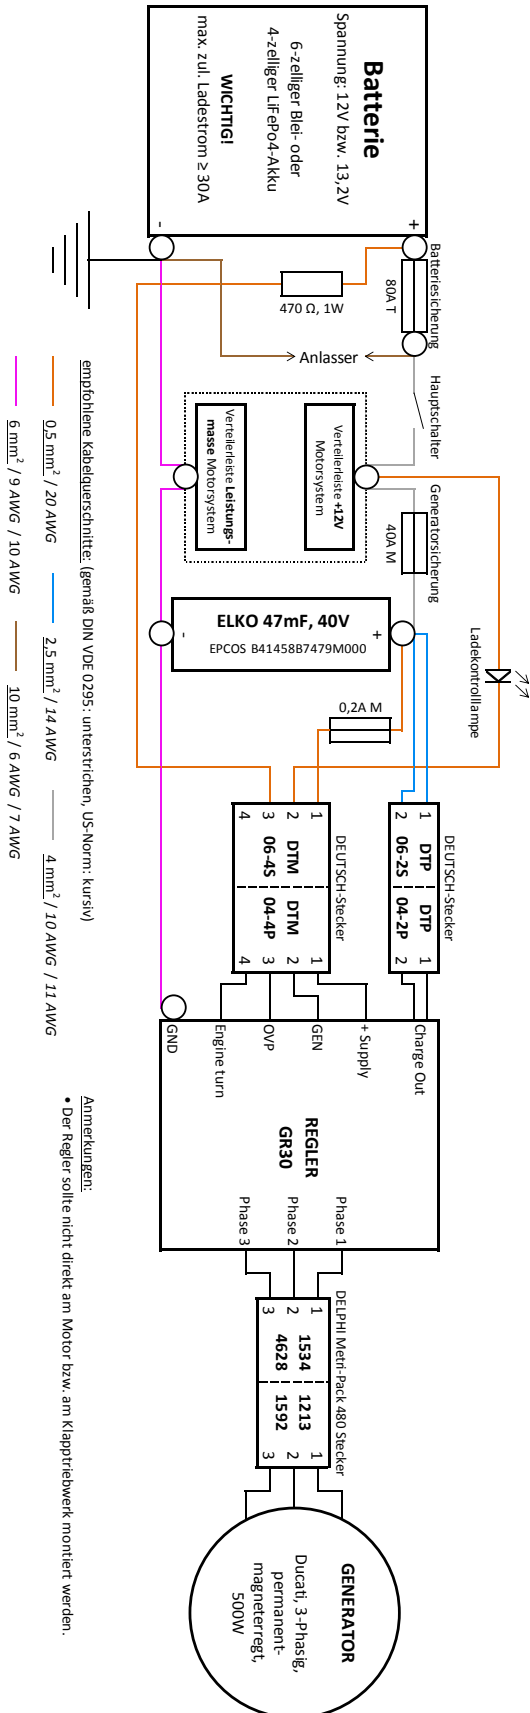 Batterie
Spannung: 12V bzw. 13,2V
6-zelliger Blei- oder
4-zelliger LiFePo4-Akku
WICHTIG!
max. zul. Ladestrom ≥ 30A
+
-
Batteriesicherung
80A T
470 Ω, 1W
Anlasser
Hauptschalter
Verteilerleiste +12V
Motorsystem
Verteilerleiste Leistungs-
masse Motorsystem
Generatorsicherung
40A M
ELKO 47mF, 40V
EPCOS B41458B7479M000
+
-
Ladekontrolllampe
0,2A M
DEUTSCH-Stecker
1 DTP DTP 1
2 06-2S 04-2P 2
DEUTSCH-Stecker
1
2 DTM DTM 2
3 06-4S 04-4P 3
4
1
4
Charge Out
+ Supply
GEN
OVP
Engine turn
GND
REGLER
GR30
Phase 1
Phase 2
Phase 3
DELPHI Metri-Pack 480 Stecker
1 1
2 1534 1213 2
3 4628 1592 3
GENERATOR
Ducati, 3-Phasig,
permanent-
magneterregt,
500W
empfohlene Kabelquerschnitte: (gemäß DIN VDE 0295: unterstrichen, US-Norm: kursiv)
0,5 mm² / 20 AWG
2,5 mm² / 14 AWG
4 mm² / 10 AWG / 11 AWG
6 mm² / 9 AWG / 10 AWG
10 mm² / 6 AWG / 7 AWG
Anmerkungen:
• Der Regler sollte nicht direkt am Motor bzw. am Klapptriebwerk montiert werden.